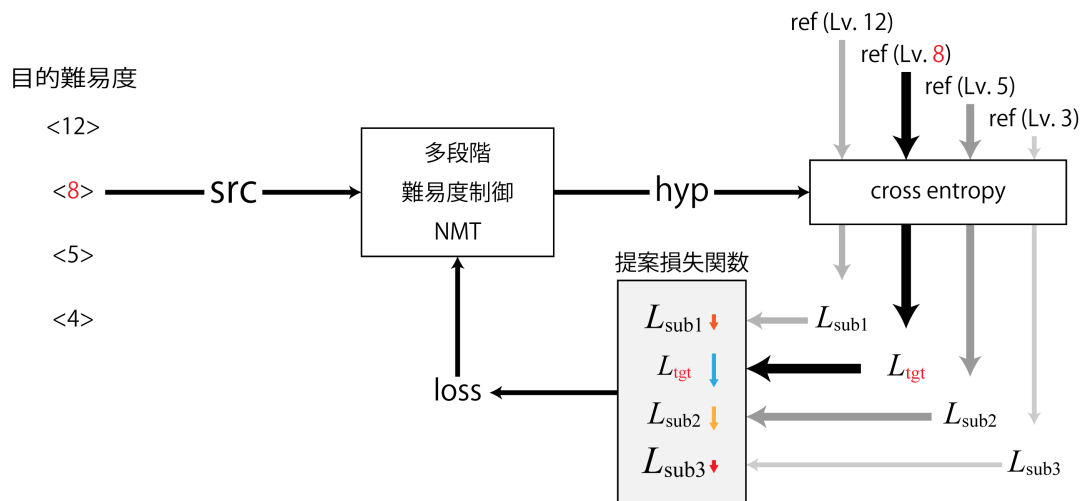 目的難易度
<12>
<8>
<5>
<4>
src
多段階
難易度制御
NMT
hyp
ref (Lv. 12)
ref (Lv. 8)
ref (Lv. 5)
ref (Lv. 3)
cross entropy
提案損失関数
Lsub1
Ltgt
Lsub2
Lsub3
Lsub1
Ltgt
Lsub2
Lsub3
loss